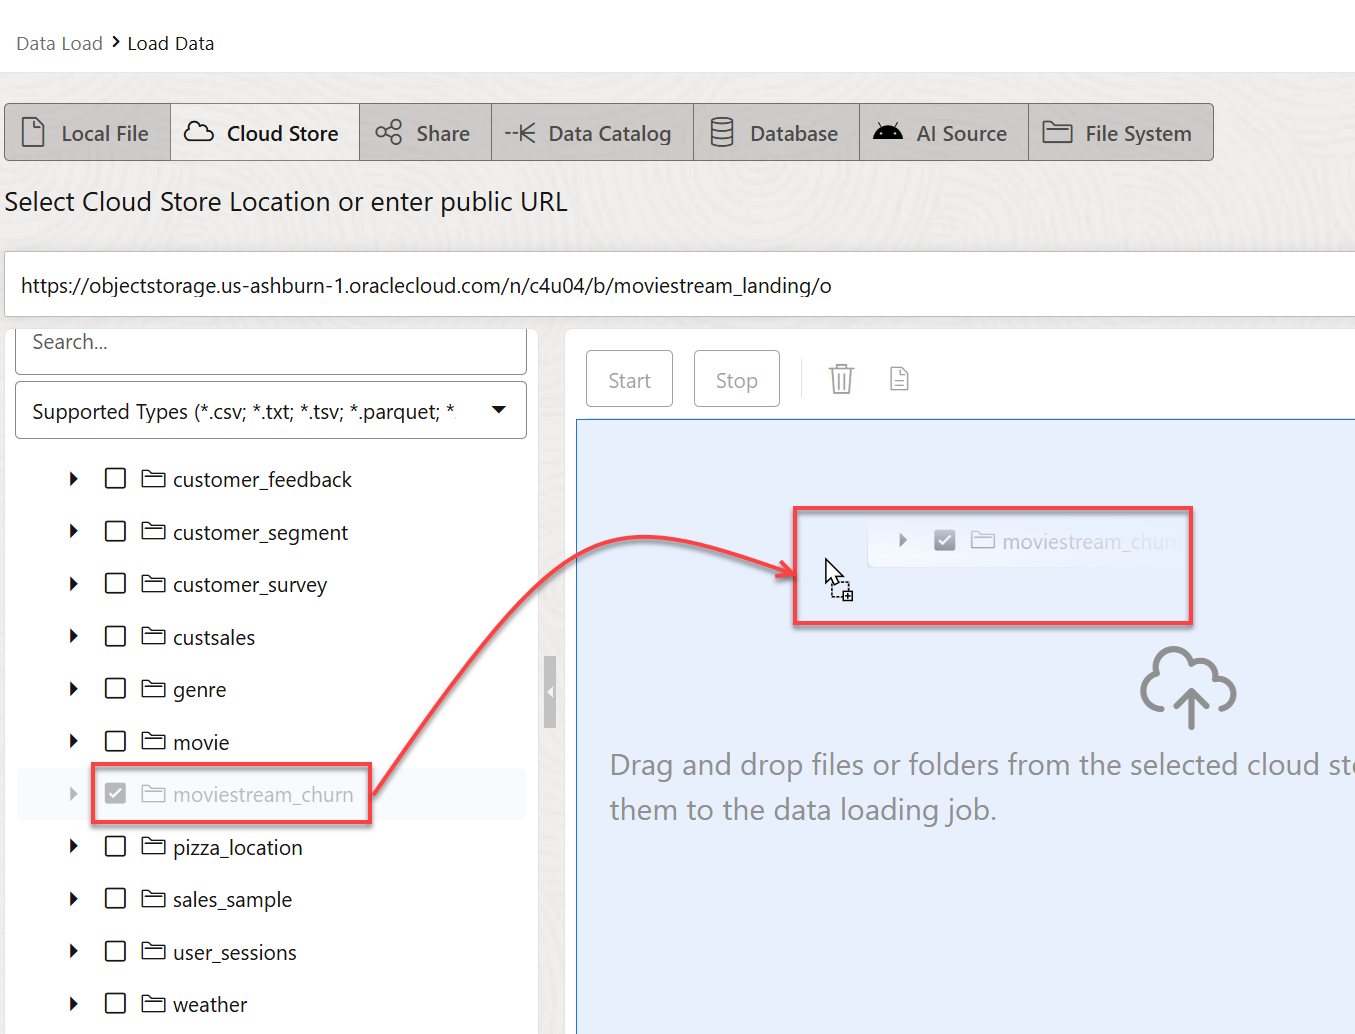 Data Load > Load Data
Local File Cloud Store Share Data Catalog Database AI Source File System
Select Cloud Store Location or enter public URL
https://objectstorage.us-ashburn-1.oraclecloud.com/n/c4u04/b/moviestream_landing/o
Search...
Supported Types (*.csv; *.txt; *.tsv; *.parquet; *.
customer_feedback
customer_segment
customer_survey
custsales
genre
movie
moviestream_churn
pizza_location
sales_sample
user_sessions
weather
Start Stop
moviestream_churn
Drag and drop files or folders from the selected cloud
them to the data loading job.